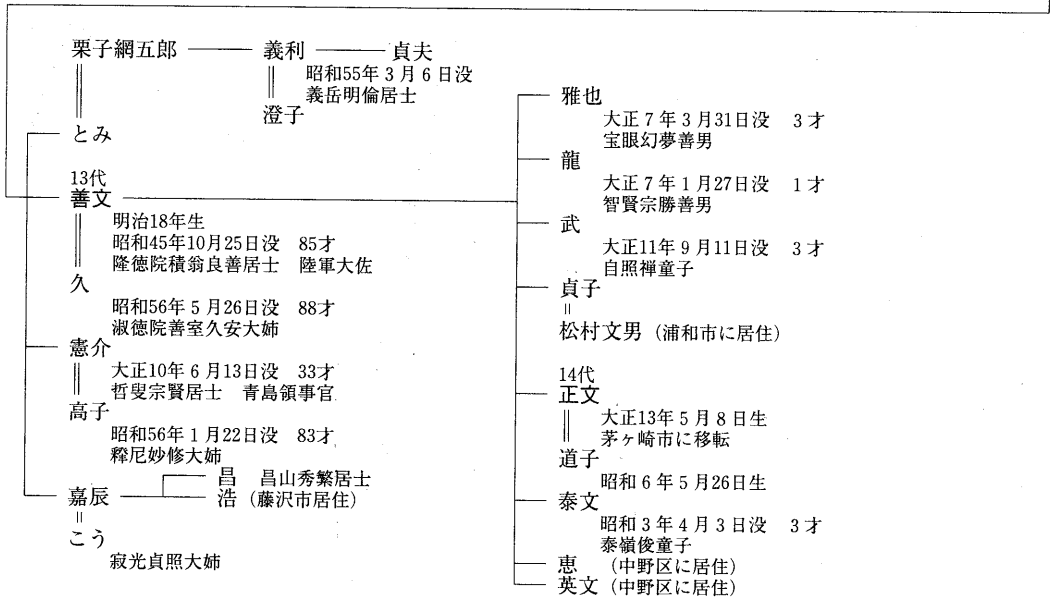 栗子網五郎 義利 貞夫
昭和55年3月6日没
義岳明倫居士
澄子
とみ
13代
善文
明治18年生
昭和45年10月25日没 85才
隆徳院積翁良善居士 陸軍大佐
久
昭和56年5月26日没 88才
淑徳院善室久安大姉
憲介
大正10年6月13日没 33才
哲叟宗賢居士 青島領事官
高子
昭和56年1月22日没 83才
釋尼妙修大姉
嘉辰
昌 昌山秀繁居士
浩 (藤沢市居住)
こう
寂光貞照大姉
雅也
大正7年3月31日没 3才
宝眼幻夢善男
龍
大正7年1月27日没 1才
智賢宗勝善男
武
大正11年9月11日没 3才
自照禅童子
貞子
松村文男 (浦和市に居住)
14代
正文
大正13年5月8日生
茅ヶ崎市に移転
道子
昭和6年5月26日生
泰文
昭和3年4月3日没 3才
泰嶺俊童子
恵 (中野区に居住)
英文 (中野区に居住)